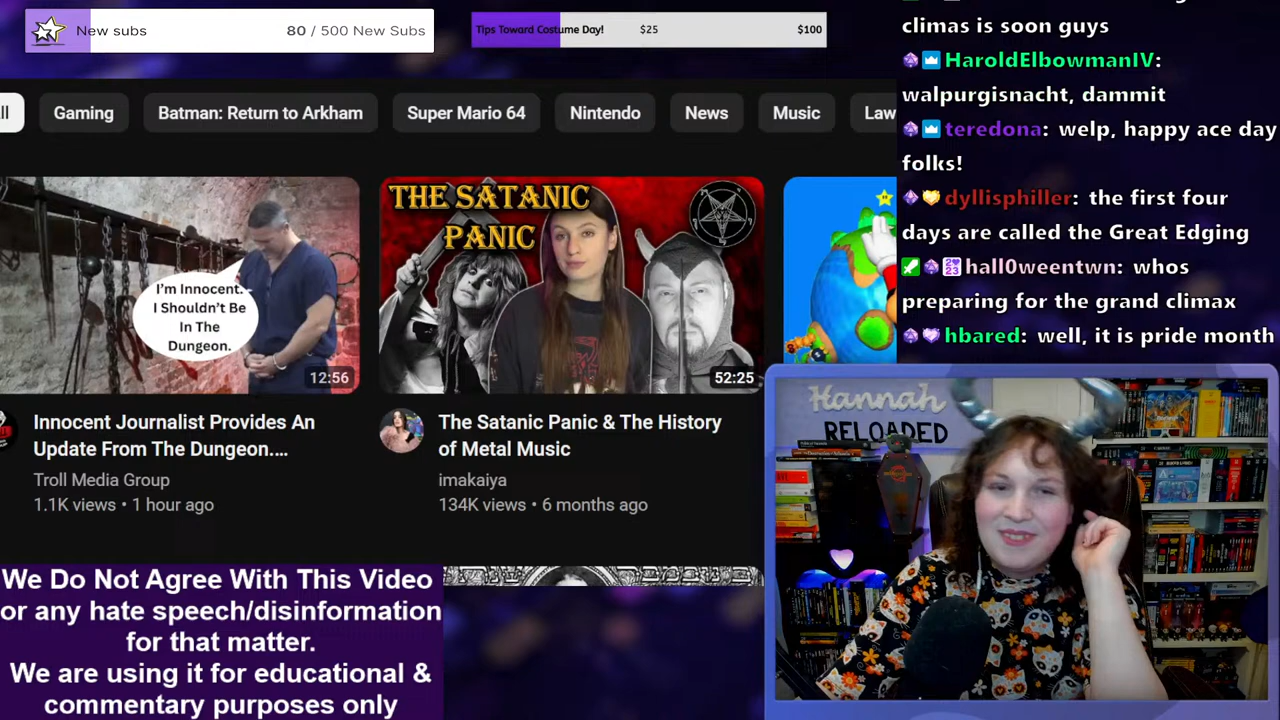 New subs
80 / 500 New Subs
Tips Toward Costume Day!
$25
$100
Gaming
Batman: Return to Arkham
Super Mario 64
Nintendo
News
Music
Law
I'm Innocent.
I Shouldn't Be
In The
Dungeon.
12:56
THE SATANIC
PANIC
52:25
Innocent Journalist Provides An
Update From The Dungeon....
Troll Media Group
1.1K views • 1 hour ago
The Satanic Panic & The History
of Metal Music
imakaiya
134K views • 6 months ago
We Do Not Agree With This Video
or any hate speech/disinformation
for that matter.
We are using it for educational &
commentary purposes only
climas is soon guys
HaroldElbowmanIV:
walpurgisnacht, dammit
teredona: welp, happy ace day
folks!
dyllisphiller: the first four
days are called the Great Edging
hall0weentwn: whos
preparing for the grand climax
hbared: well, it is pride month
Hannah
RELOADED